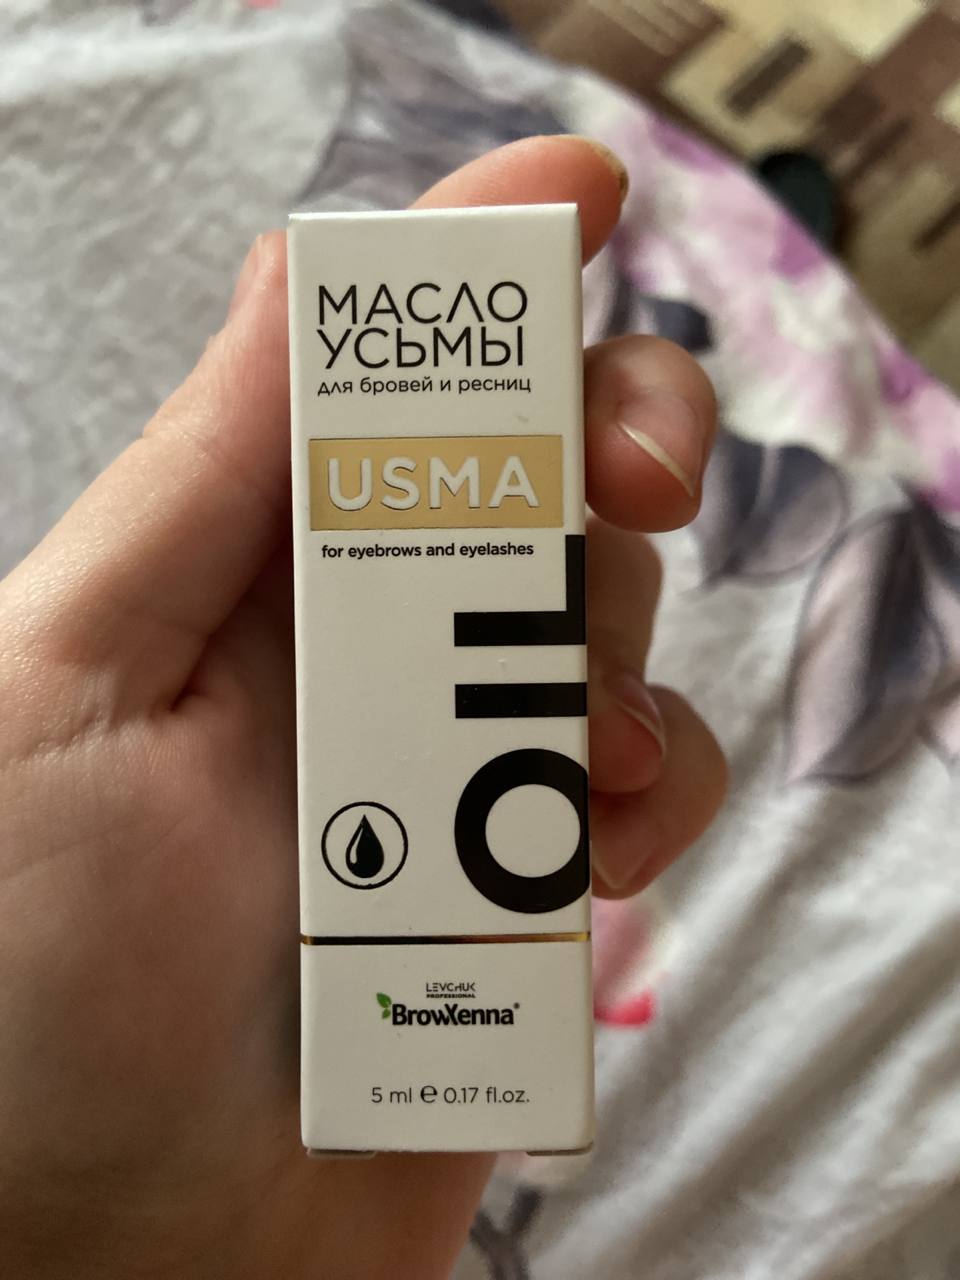 МАСЛО
УСЬМЫ
для бровей и ресниц
USMA
for eyebrows and eyelashes
OIL
LEVCHUK
PROFESSIONAL
BrowXenna®
5 ml ℮ 0.17 fl.oz.